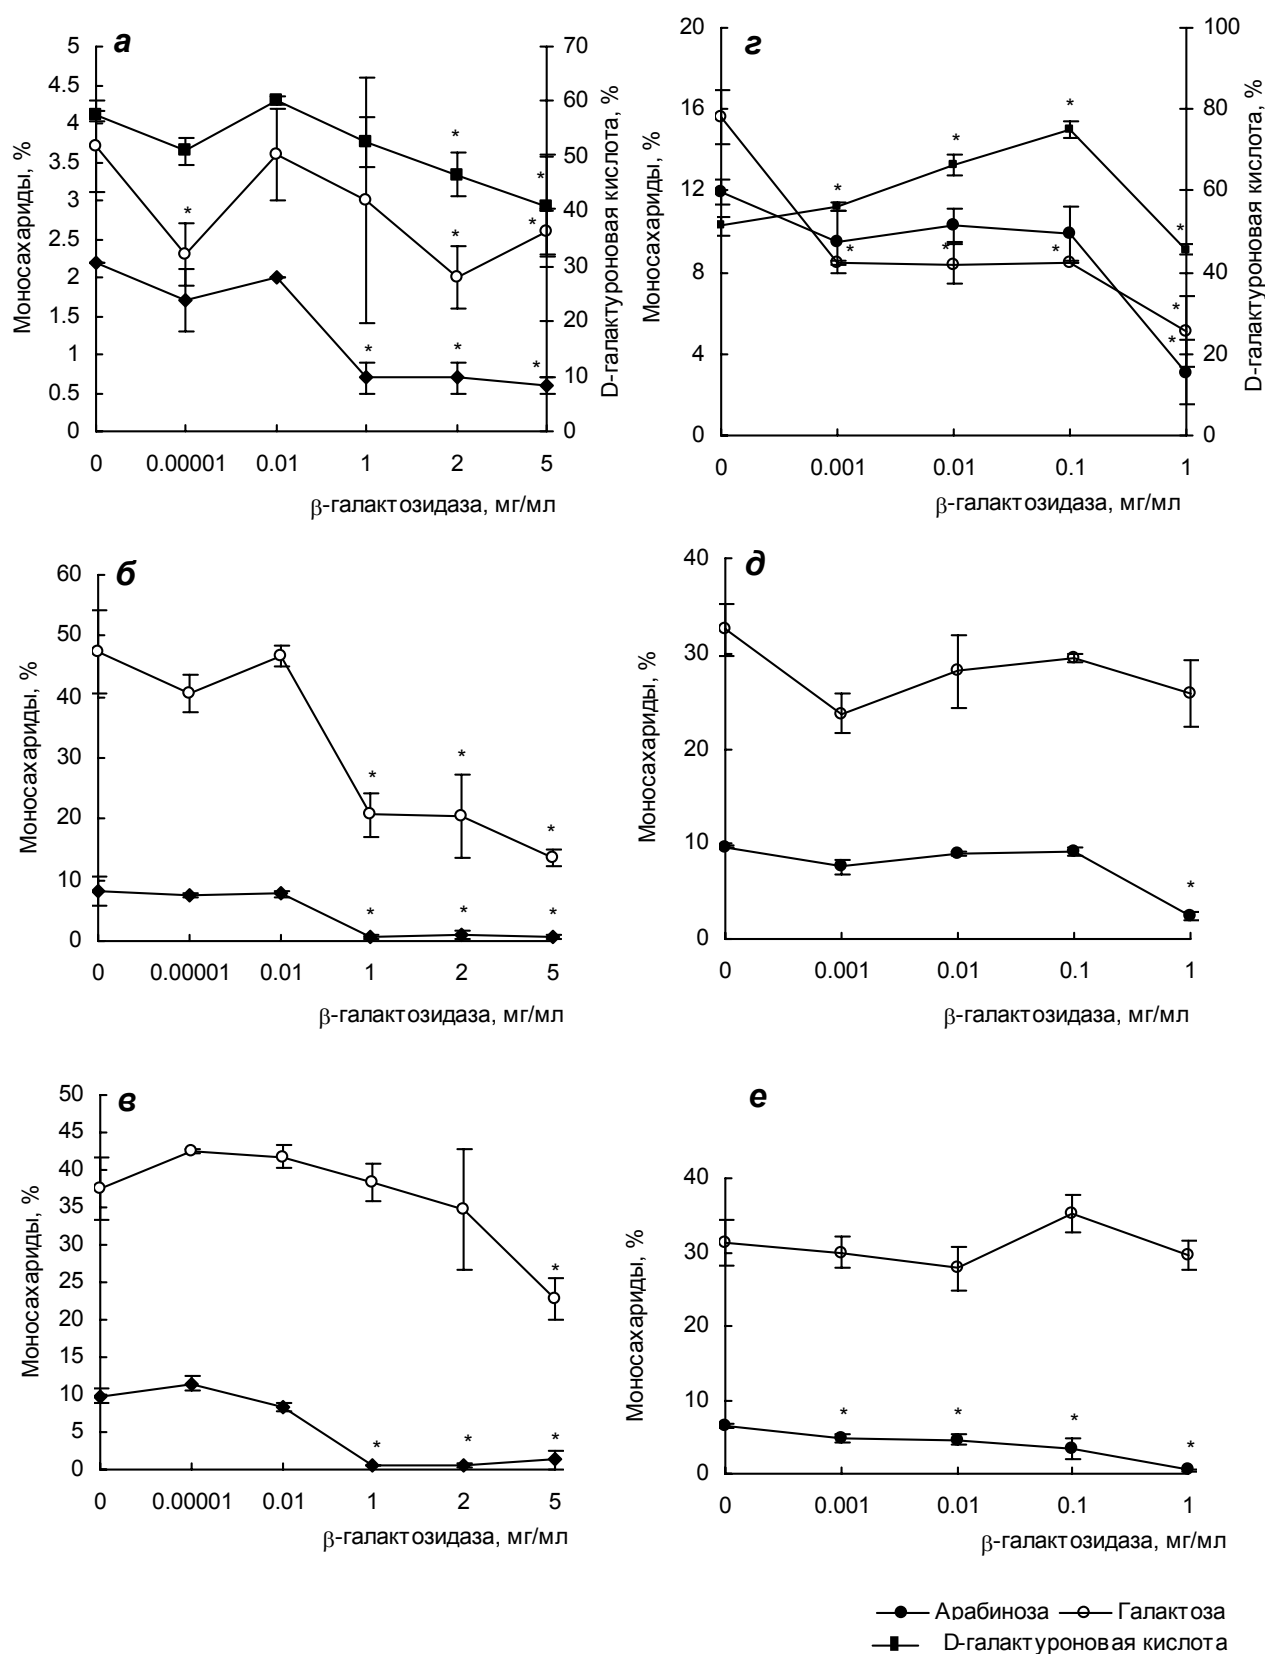 а
5
4.5
4
3.5
3
2.5
2
1.5
1
0.5
0
70
60
50
40
30
20
10
0
Моносахариды, %
D-галактуроновая кислота, %
* * * * * * * *
0 0.00001 0.01 1 2 5
β-галактозидаза, мг/мл
г
20
16
12
8
4
0
100
80
60
40
20
0
Моносахариды, %
D-галактуроновая кислота, %
* * * * * * * * *
0 0.001 0.01 0.1 1
β-галактозидаза, мг/мл
б
60
50
40
30
20
10
0
Моносахариды, %
* * * * * *
0 0.00001 0.01 1 2 5
β-галактозидаза, мг/мл
д
40
30
20
10
0
Моносахариды, %
*
0 0.001 0.01 0.1 1
β-галактозидаза, мг/мл
в
50
45
40
35
30
25
20
15
10
5
0
Моносахариды, %
* * * *
0 0.00001 0.01 1 2 5
β-галактозидаза, мг/мл
е
40
30
20
10
0
Моносахариды, %
* * * *
0 0.001 0.01 0.1 1
β-галактозидаза, мг/мл
Арабиноза Галактоза
D-галактуроновая кислота